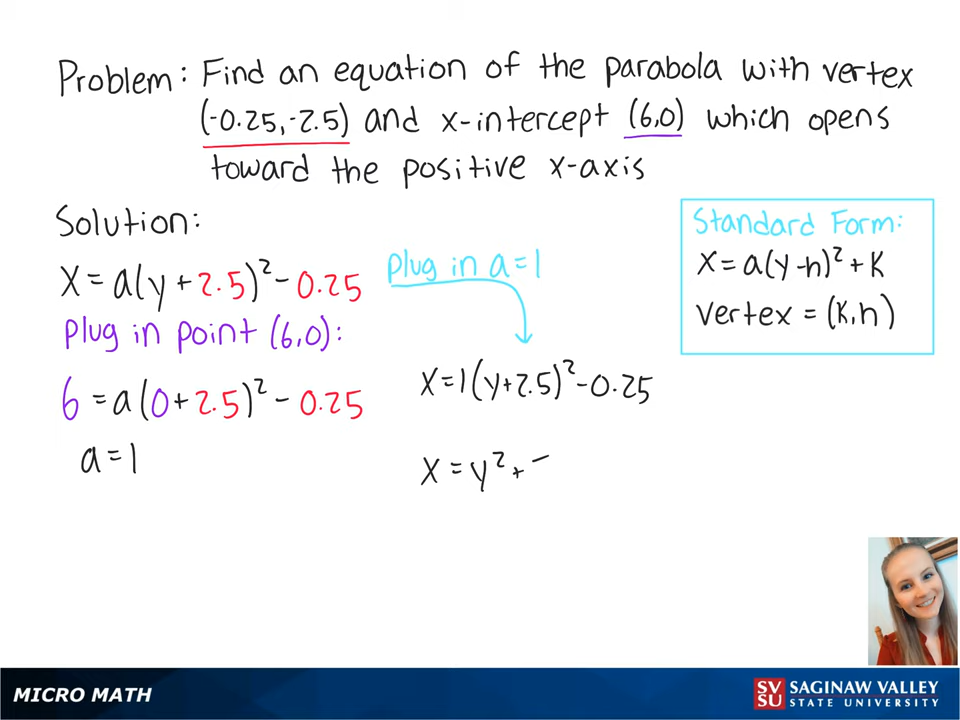 Problem: Find an equation of the parabola with vertex
(-0.25,-2.5) and x-intercept (6,0) which opens
toward the positive x-axis
Solution:
Standard Form:
x=a(y-h)²+k
vertex=(k,h)
x=a(y+2.5)²-0.25
plug in a=1
plug in point (6,0):
6=a(0+2.5)²-0.25
x=1(y+2.5)²-0.25
a=1
x=y²+
MICRO MATH
SV
SU
SAGINAW VALLEY
STATE UNIVERSITY